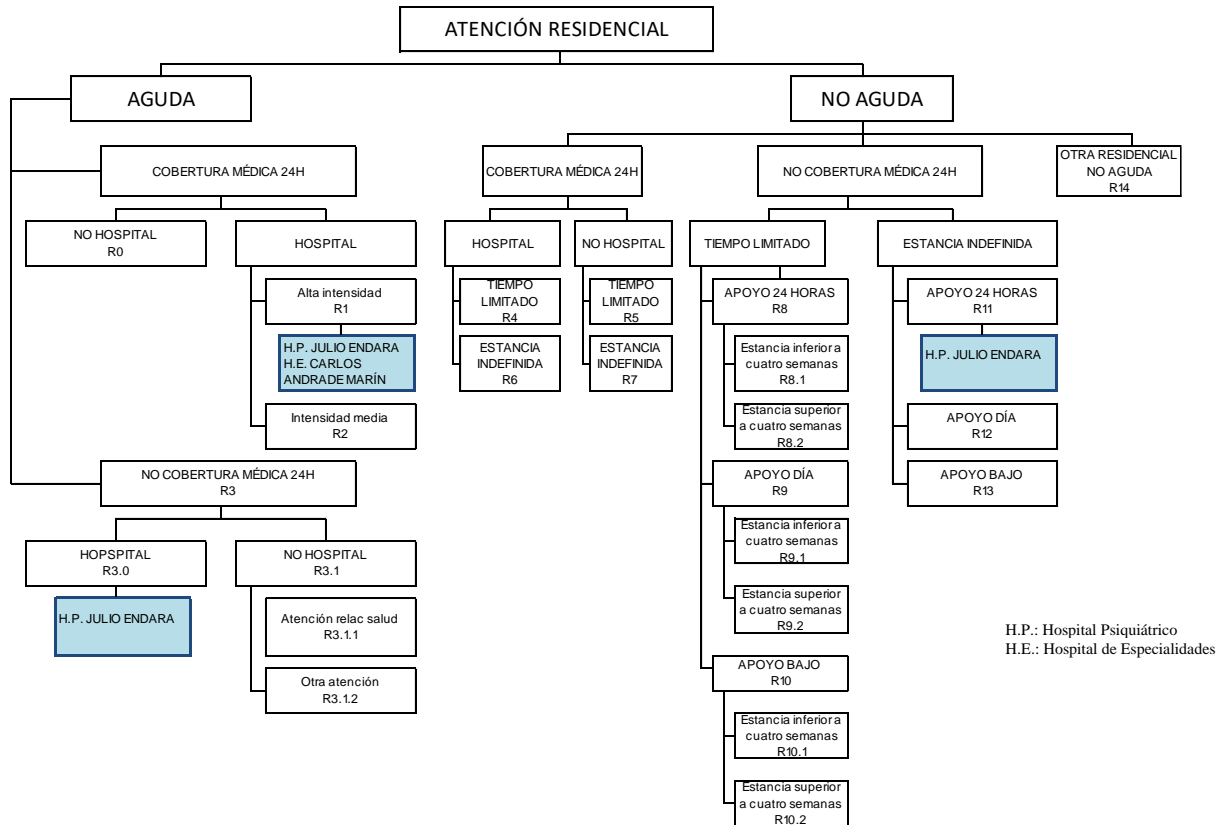 ATENCIÓN RESIDENCIAL
AGUDA
NO AGUDA
COBERTURA MÉDICA 24H
NO HOSPITAL
R0
HOSPITAL
Alta intensidad
R1
H.P. JULIO ENDARA
H.E. CARLOS
ANDRADE MARÍN
Intensidad media
R2
NO COBERTURA MÉDICA 24H
R3
HOPSPITAL
R3.0
H.P. JULIO ENDARA
NO HOSPITAL
R3.1
Atención relac salud
R3.1.1
Otra atención
R3.1.2
COBERTURA MÉDICA 24H
HOSPITAL
TIEMPO
LIMITADO
R4
ESTANCIA
INDEFINIDA
R6
NO HOSPITAL
TIEMPO
LIMITADO
R5
ESTANCIA
INDEFINIDA
R7
NO COBERTURA MÉDICA 24H
TIEMPO LIMITADO
APOYO 24 HORAS
R8
Estancia inferior a
cuatro semanas
R8.1
Estancia superior
a cuatro semanas
R8.2
APOYO DÍA
R9
Estancia inferior a
cuatro semanas
R9.1
Estancia superior
a cuatro semanas
R9.2
APOYO BAJO
R10
Estancia inferior a
cuatro semanas
R10.1
Estancia superior
a cuatro semanas
R10.2
ESTANCIA INDEFINIDA
APOYO 24 HORAS
R11
H.P. JULIO ENDARA
APOYO DÍA
R12
APOYO BAJO
R13
OTRA RESIDENCIAL
NO AGUDA
R14
H.P.: Hospital Psiquiátrico
H.E.: Hospital de Especialidades